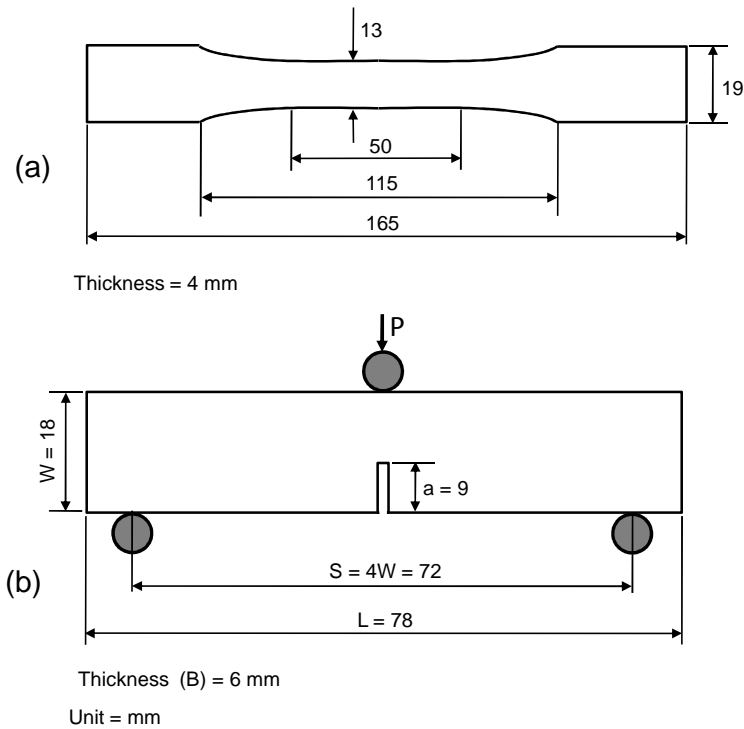 13
19
50
(a)
115
165
Thickness = 4 mm
P
W = 18
a = 9
S = 4W = 72
(b)
L = 78
Thickness (B) = 6 mm
Unit = mm